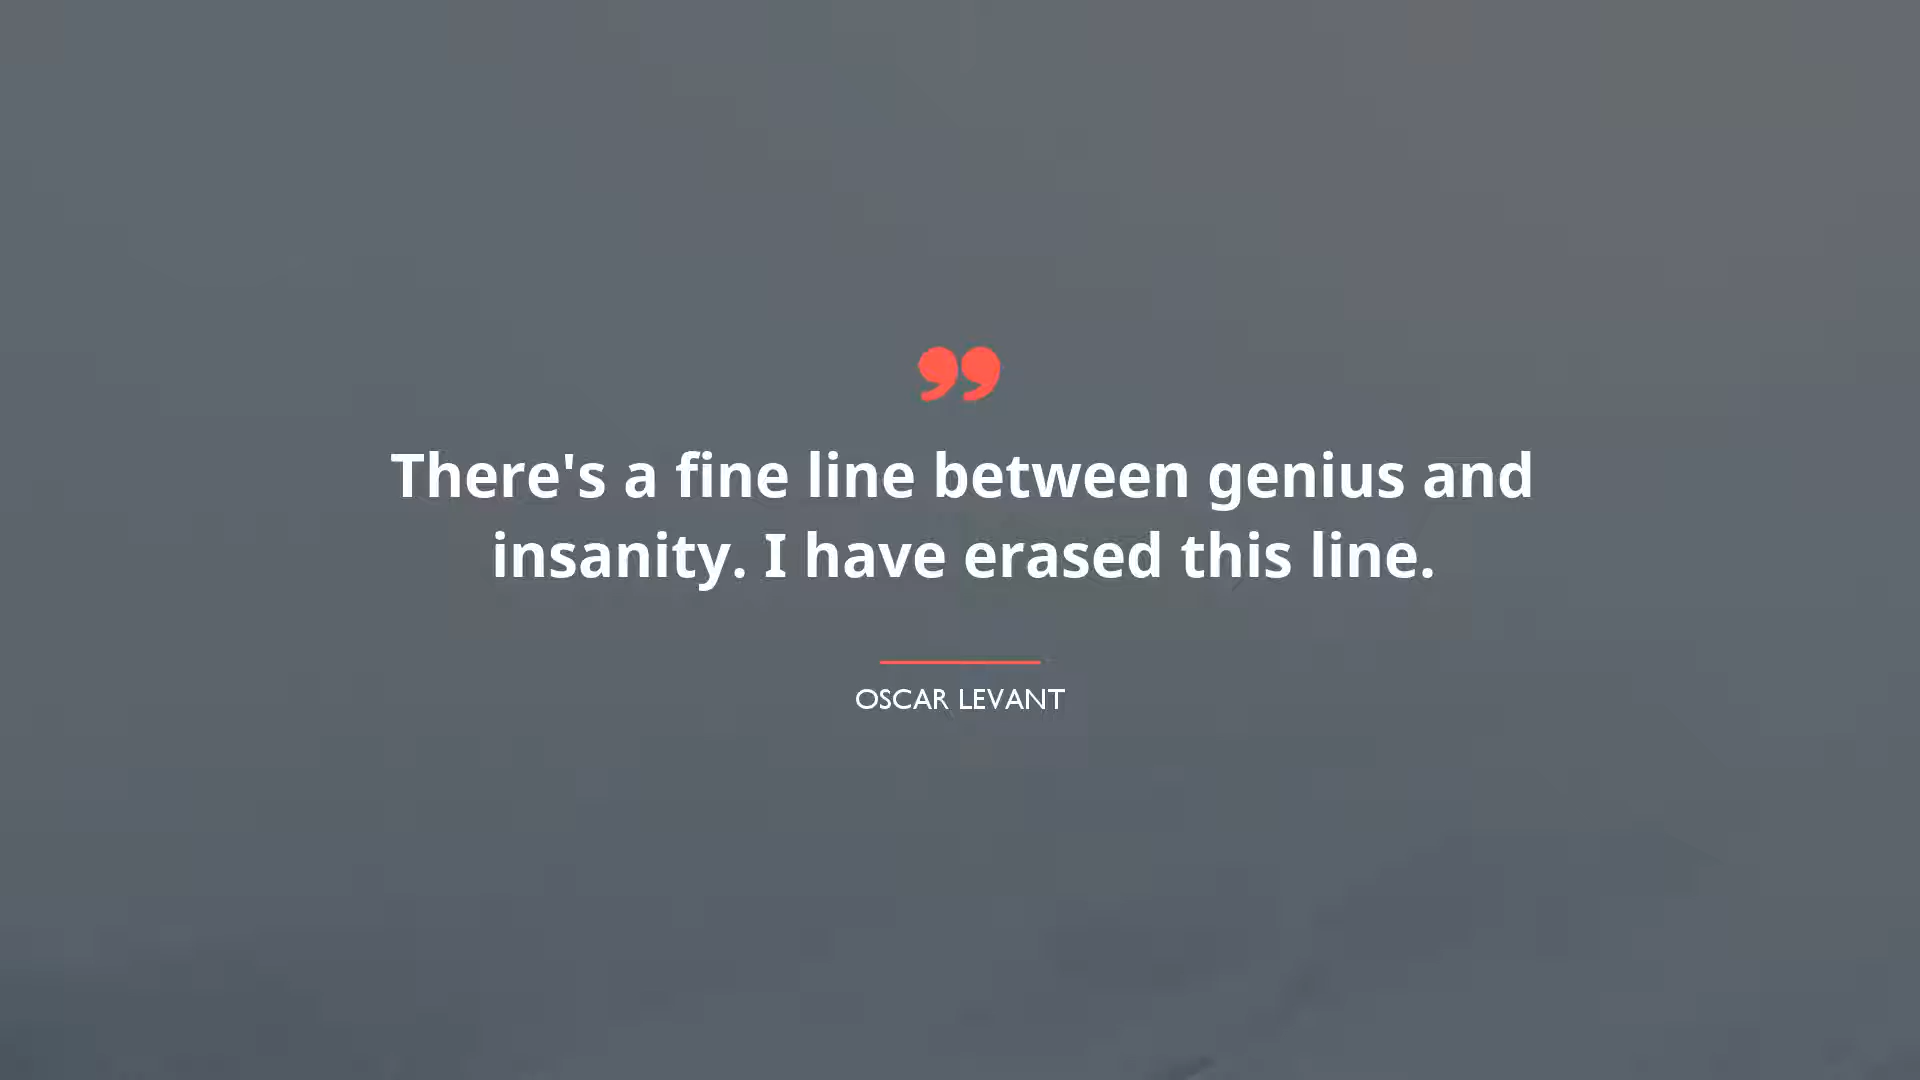 ”
There's a fine line between genius and
insanity. I have erased this line.
OSCAR LEVANT